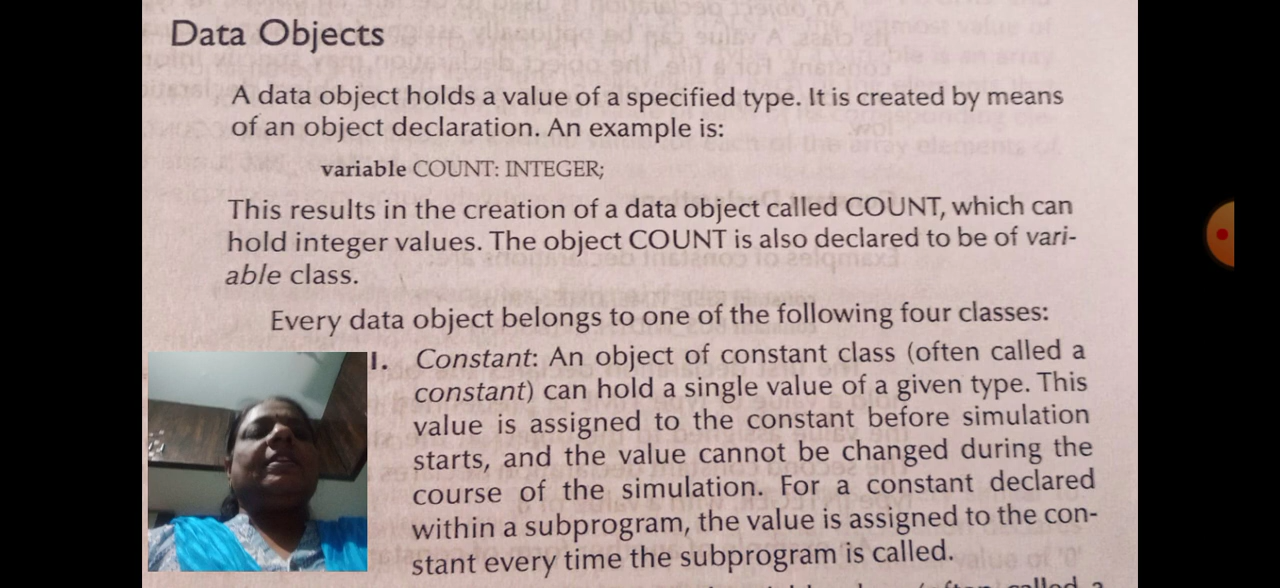 Data Objects
A data object holds a value of a specified type. It is created by means
of an object declaration. An example is:
variable COUNT: INTEGER;
This results in the creation of a data object called COUNT, which can
hold integer values. The object COUNT is also declared to be of vari-
able class.
Every data object belongs to one of the following four classes:
1. Constant: An object of constant class (often called a
constant) can hold a single value of a given type. This
value is assigned to the constant before simulation
starts, and the value cannot be changed during the
course of the simulation. For a constant declared
within a subprogram, the value is assigned to the con-
stant every time the subprogram is called.